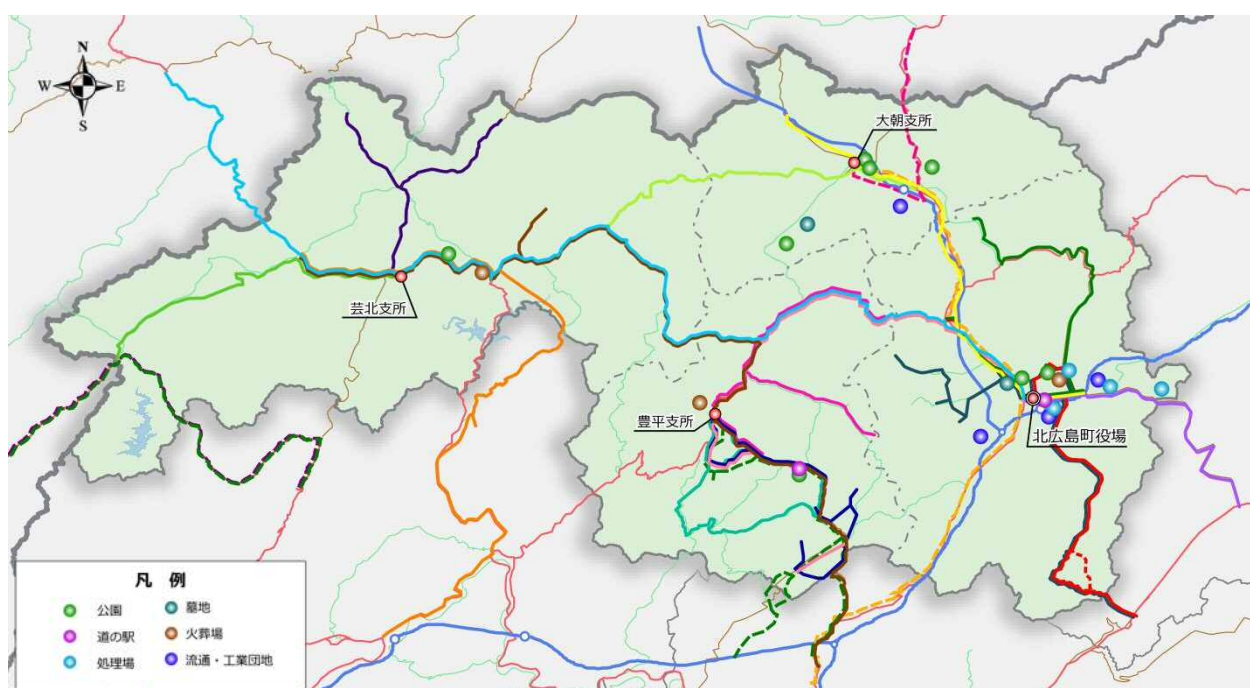 N
W E
S
大朝支所
芸北支所
豊平支所
北広島町役場
凡 例
公園 墓地
道の駅 火葬場
処理場 流通・工業団地